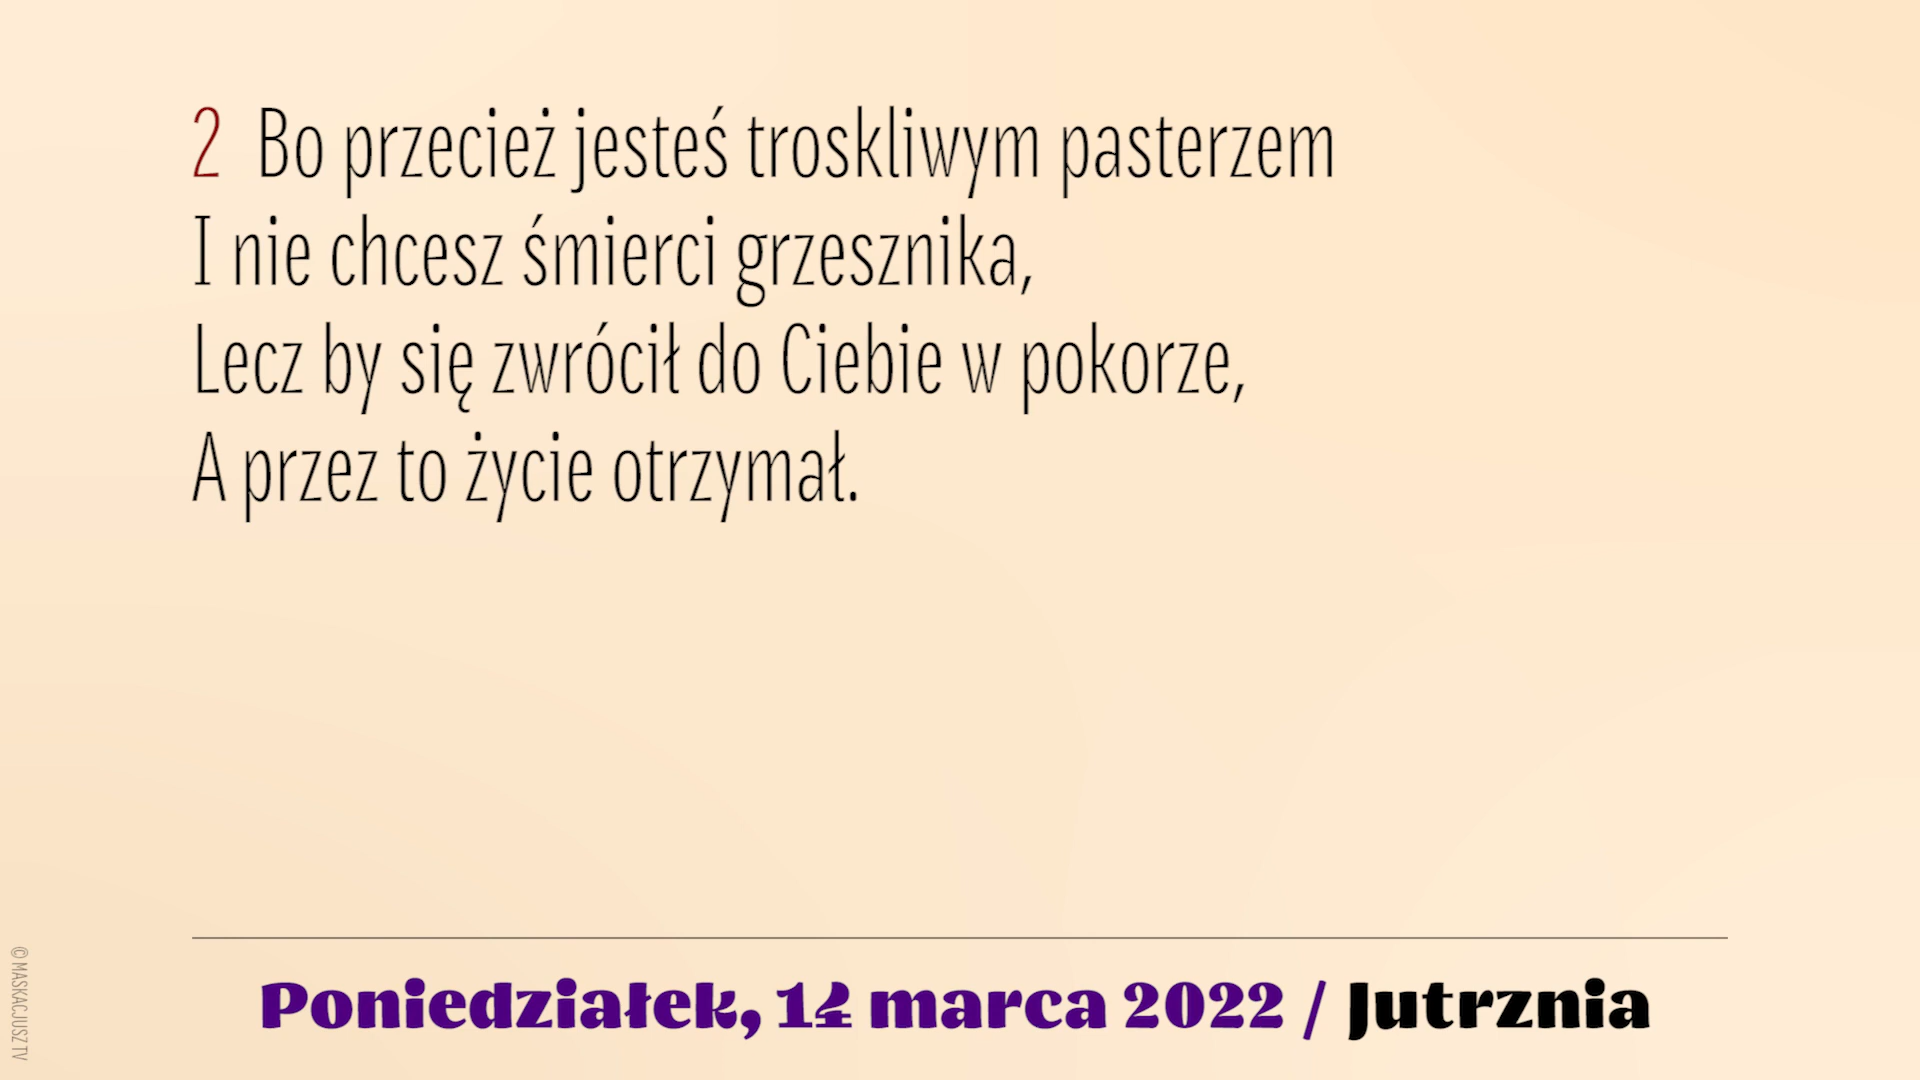 2 Bo przecież jesteś troskliwym pasterzem
I nie chcesz śmierci grzesznika,
Lecz by się zwrócił do Ciebie w pokorze,
A przez to życie otrzymał.
Poniedziałek, 14 marca 2022 / Jutrznia
© MASKACJUSZ TV